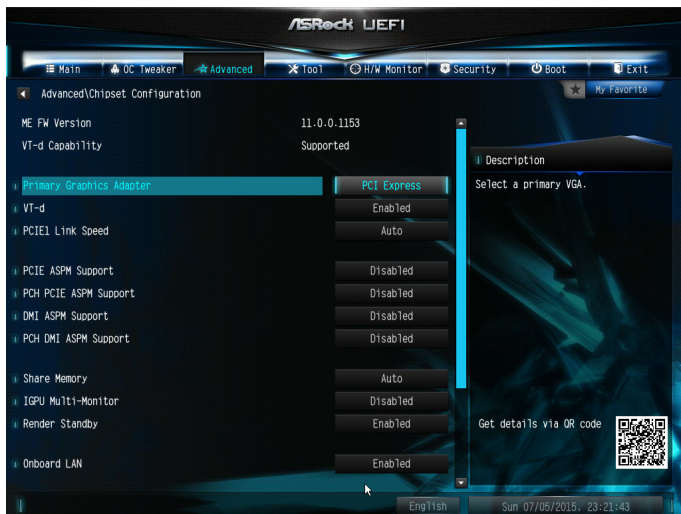 ASRock UEFI
Main OC Tweaker Advanced Tool H/W Monitor Security Boot Exit
Advanced\Chipset Configuration
My Favorite
ME FW Version 11.0.0.1153
VT-d Capability Supported
Description
Select a primary VGA.
Primary Graphics Adapter PCI Express
VT-d Enabled
PCIE1 Link Speed Auto
PCIE ASPM Support Disabled
PCH PCIE ASPM Support Disabled
DMI ASPM Support Disabled
PCH DMI ASPM Support Disabled
Share Memory Auto
IGPU Multi-Monitor Disabled
Render Standby Enabled
Get details via QR code
Onboard LAN Enabled
English Sun 07/05/2015. 23:21:43